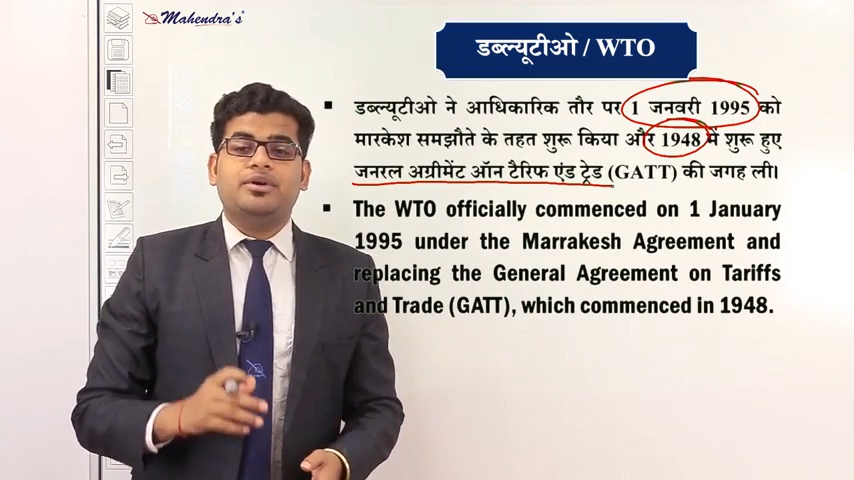 Mahendra's
डब्ल्यूटीओ / WTO
डब्ल्यूटीओ ने आधिकारिक तौर पर 1 जनवरी 1995 को
मारकेश समझौते के तहत शुरू किया और 1948 में शुरू हुए
जनरल अग्रीमेंट ऑन टैरिफ एंड ट्रेड (GATT) की जगह ली।
The WTO officially commenced on 1 January
1995 under the Marrakesh Agreement and
replacing the General Agreement on Tariffs
and Trade (GATT), which commenced in 1948.